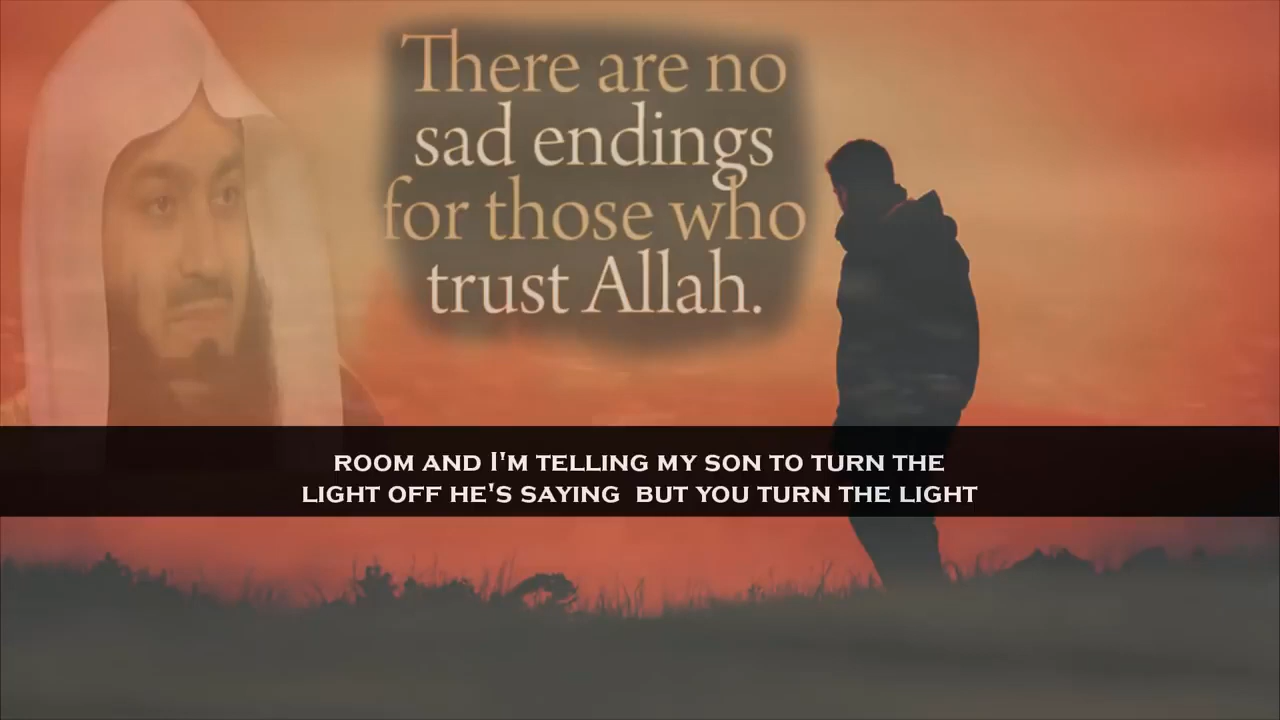 There are no
sad endings
for those who
trust Allah.
ROOM AND I'M TELLING MY SON TO TURN THE
LIGHT OFF HE'S SAYING  BUT YOU TURN THE LIGHT